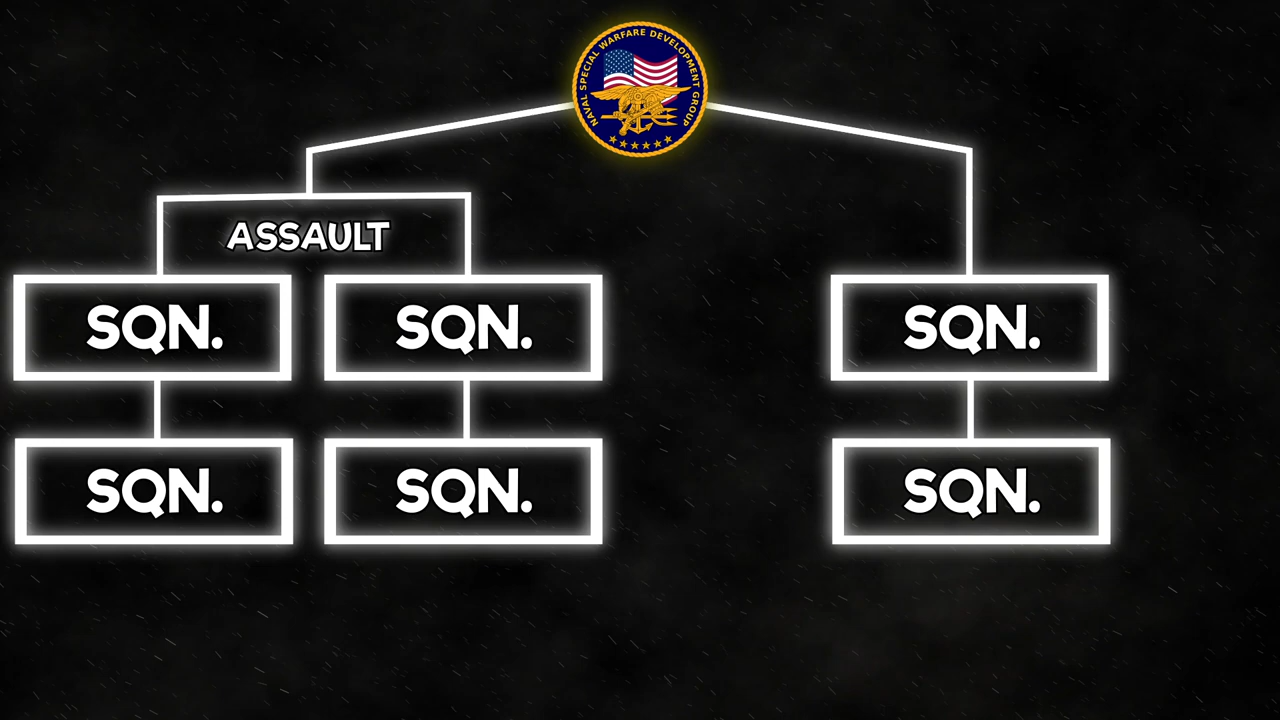 NAVAL SPECIAL WARFARE DEVELOPMENT GROUP
ASSAULT
SQN. SQN. SQN.
SQN. SQN. SQN.